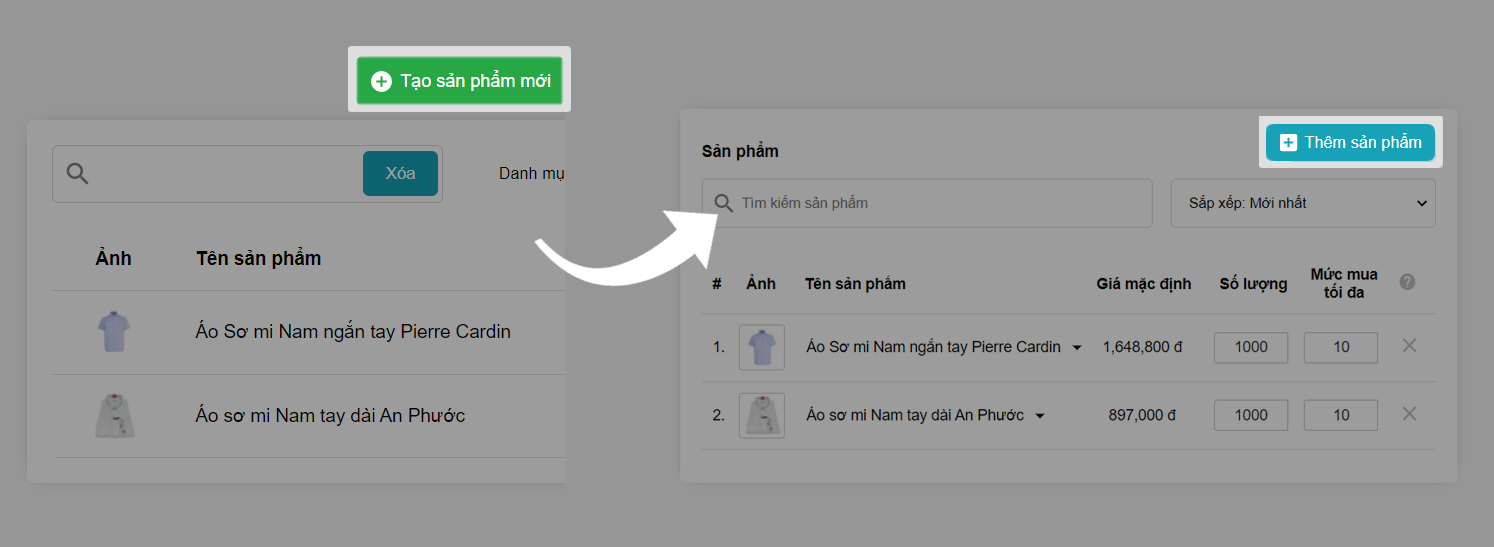 Tạo sản phẩm mới
Xóa
Danh mụ
Ảnh Tên sản phẩm
Áo Sơ mi Nam ngắn tay Pierre Cardin
Áo sơ mi Nam tay dài An Phước
Thêm sản phẩm
Sản phẩm
Tìm kiếm sản phẩm
Sắp xếp: Mới nhất
# Ảnh Tên sản phẩm Giá mặc định Số lượng Mức mua
tối đa ?
1. Áo Sơ mi Nam ngắn tay Pierre Cardin 1,648,800 đ 1000 10
2. Áo sơ mi Nam tay dài An Phước 897,000 đ 1000 10